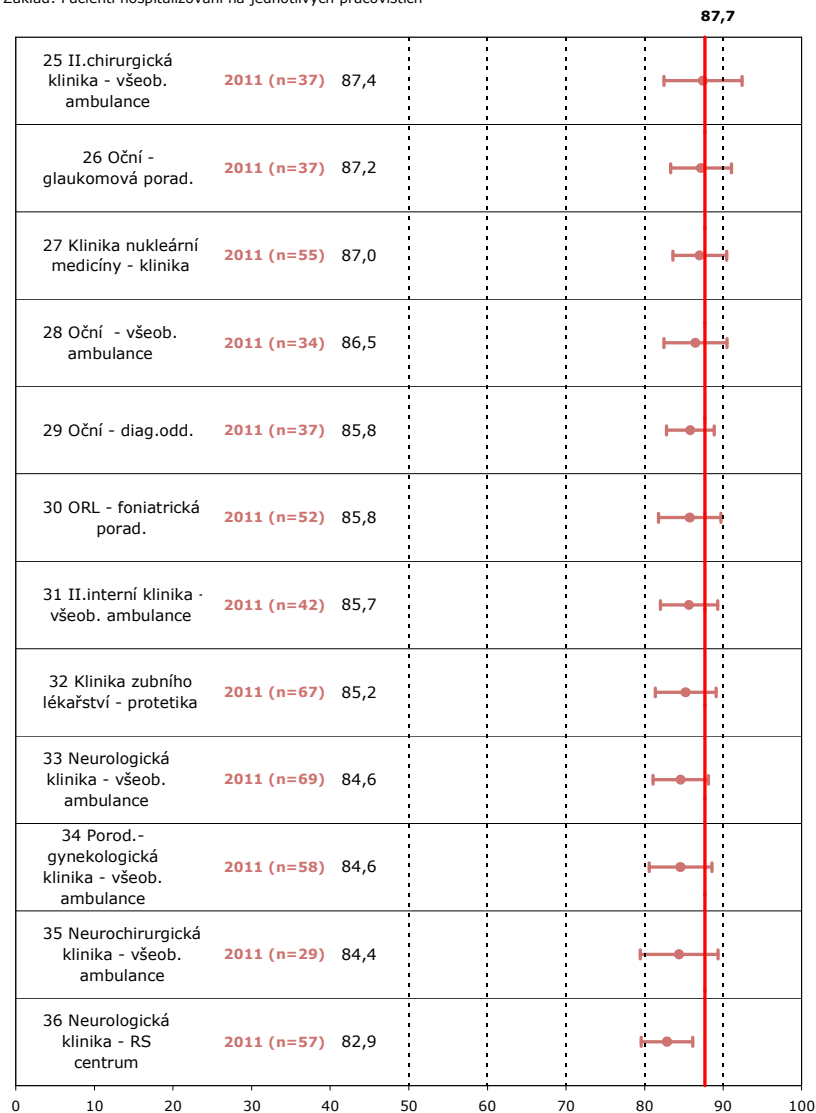 Základ: Pacienti hospitalizování na jednotlivých pracovištích
87,7
25 II.chirurgická
klinika - všeob.
ambulance
2011 (n=37) 87,4
26 Oční -
glaukomová porad.
2011 (n=37) 87,2
27 Klinika nukleární
medicíny - klinika
2011 (n=55) 87,0
28 Oční - všeob.
ambulance
2011 (n=34) 86,5
29 Oční - diag.odd.
2011 (n=37) 85,8
30 ORL - foniatrická
porad.
2011 (n=52) 85,8
31 II.interní klinika -
všeob. ambulance
2011 (n=42) 85,7
32 Klinika zubního
lékařství - protetika
2011 (n=67) 85,2
33 Neurologická
klinika - všeob.
ambulance
2011 (n=69) 84,6
34 Porod.-
gynekologická
klinika - všeob.
ambulance
2011 (n=58) 84,6
35 Neurochirurgická
klinika - všeob.
ambulance
2011 (n=29) 84,4
36 Neurologická
klinika - RS
centrum
2011 (n=57) 82,9
0 10 20 30 40 50 60 70 80 90 100